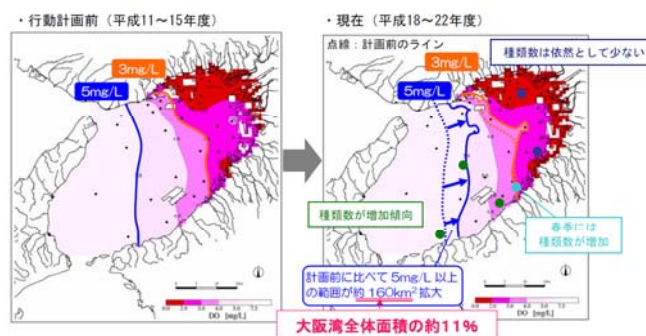 ・行動計画前（平成11～15年度）
3mg/L
5mg/L
DO [mg/L]
・現在（平成18～22年度）
点線：計画前のライン
種類数は依然として少ない
3mg/L
5mg/L
種類数が増加傾向
春季には
種類数が増加
計画前に比べて5mg/L以上
の範囲が約160km²拡大
DO [mg/L]
大阪湾全体面積の約11％